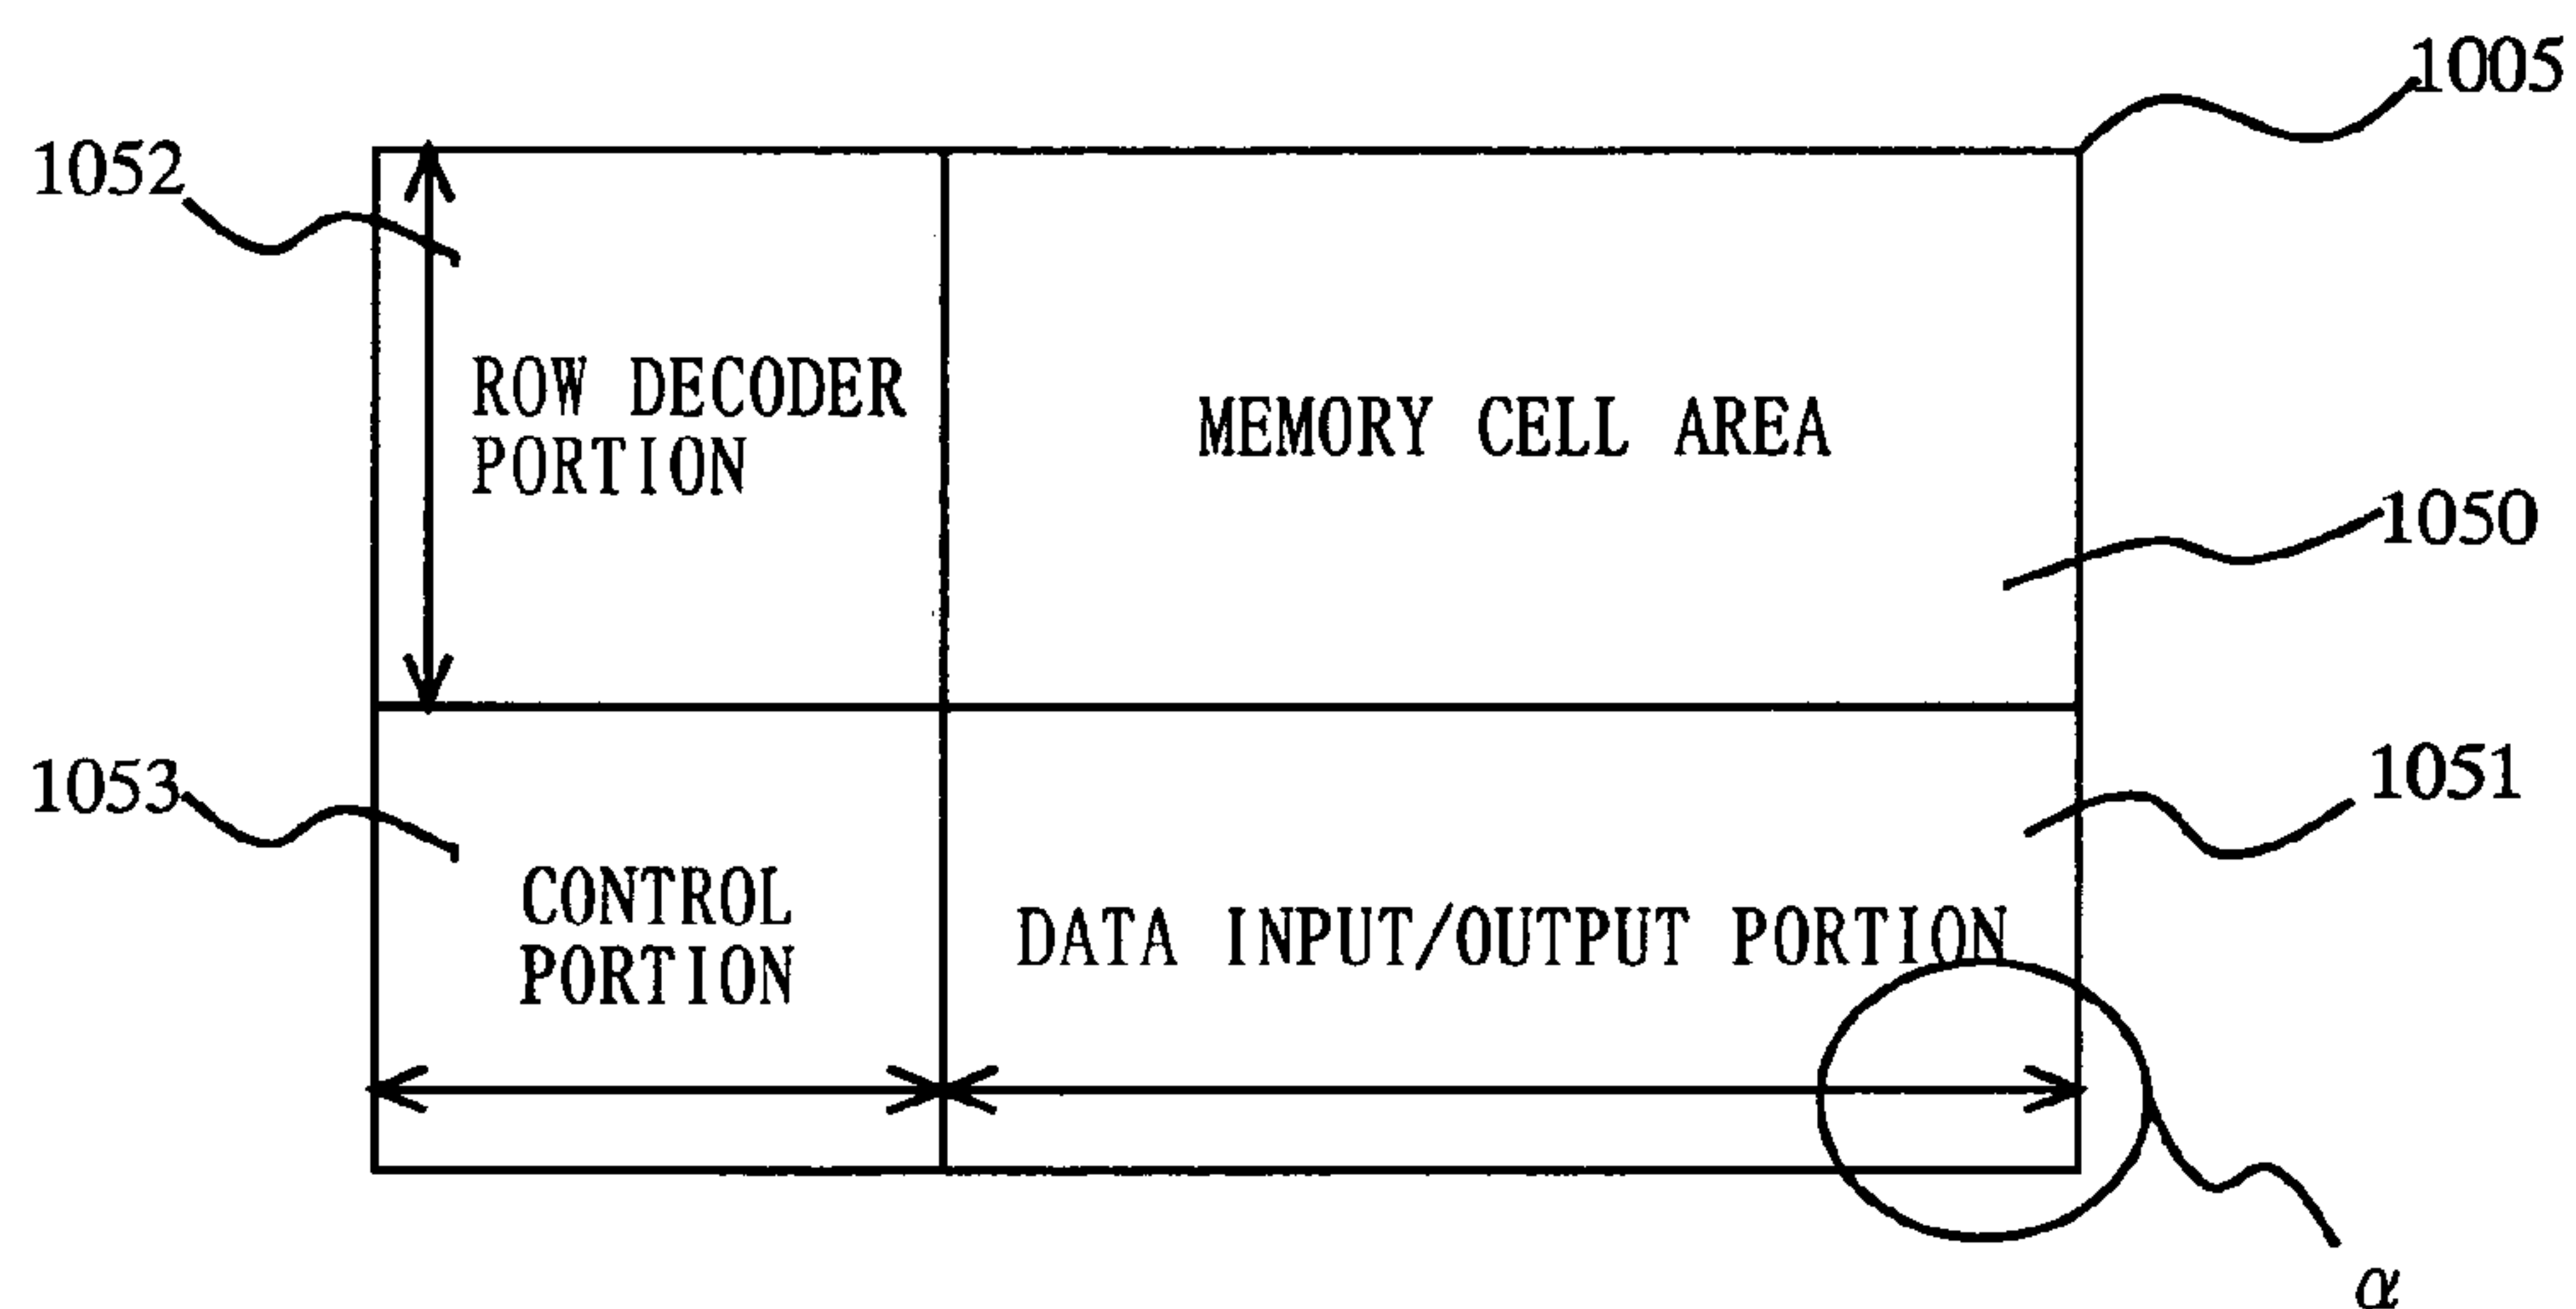 1005
1052
ROW DECODER
PORTION
MEMORY CELL AREA
1050
1053
1051
CONTROL
PORTION
DATA INPUT/OUTPUT PORTION
α